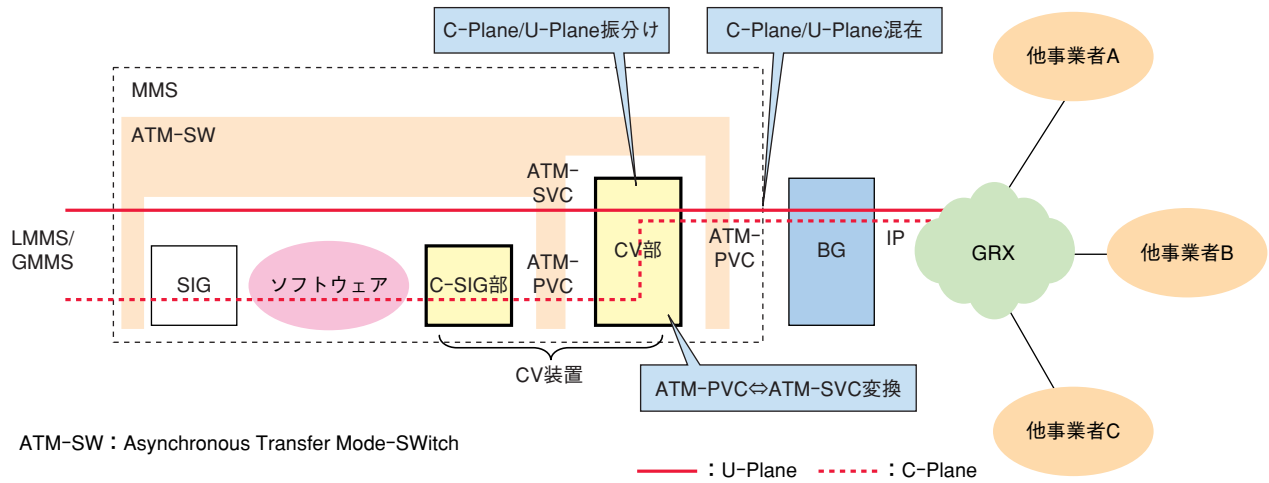 C-Plane/U-Plane振分け
C-Plane/U-Plane混在
他事業者A
MMS
ATM-SW
ATM-
SVC
LMMS/
GMMS
SIG
ソフトウェア
C-SIG部
ATM-
PVC
CV部
ATM-
PVC
BG
IP
GRX
他事業者B
CV装置
ATM-PVC⇔ATM-SVC変換
他事業者C
ATM-SW：Asynchronous Transfer Mode-SWitch
：U-Plane
：C-Plane